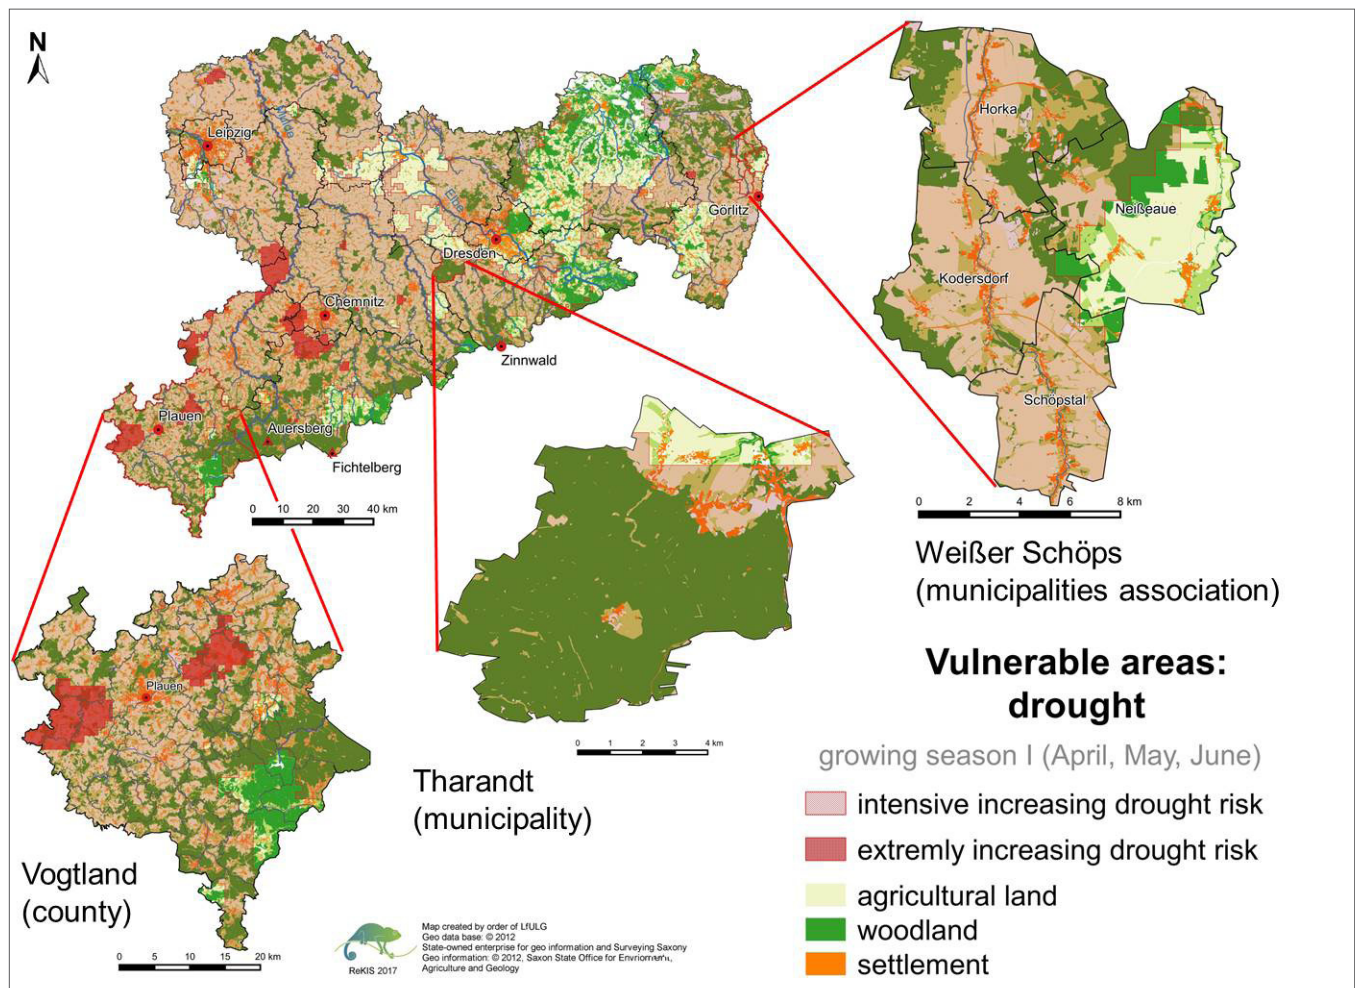 N
Leipzig
Mulde
Elbe
Görlitz
Dresden
Chemnitz
Zinnwald
Plauen
Auersberg
Fichtelberg
0 10 20 30 40 km
Horka
Neißeaue
Kodersdorf
Schöpstal
0 2 4 6 8 km
Weißer Schöps
(municipalities association)
Plauen
0 1 2 3 4 km
Tharandt
(municipality)
Vogtland
(county)
0 5 10 15 20 km
Vulnerable areas:
drought
growing season I (April, May, June)
intensive increasing drought risk
extremly increasing drought risk
agricultural land
woodland
settlement
ReKIS 2017
Map created by order of LfULG
Geo data base: © 2012
State-owned enterprise for geo information and Surveying Saxony
Geo information: © 2012, Saxon State Office for
Agriculture and Geology